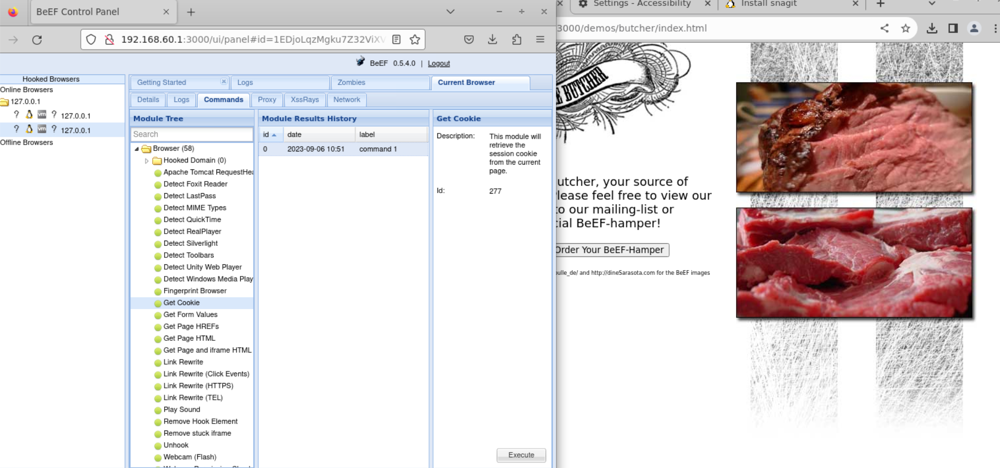 BeEF Control Panel
192.168.60.1:3000/ui/panel#id=1EDjoLqzMgku7Z32ViXV
BeEF 0.5.4.0 | Logout
Hooked Browsers
Online Browsers
127.0.0.1
? vm ? 127.0.0.1
? vm ? 127.0.0.1
Offline Browsers
Getting Started
Logs
Zombies
Current Browser
Details
Logs
Commands
Proxy
XssRays
Network
Module Tree
Search
Browser (58)
Hooked Domain (0)
Apache Tomcat RequestHea
Detect Foxit Reader
Detect LastPass
Detect MIME Types
Detect QuickTime
Detect RealPlayer
Detect Silverlight
Detect Toolbars
Detect Unity Web Player
Detect Windows Media Play
Fingerprint Browser
Get Cookie
Get Form Values
Get Page HREFs
Get Page HTML
Get Page and iframe HTML
Link Rewrite
Link Rewrite (Click Events)
Link Rewrite (HTTPS)
Link Rewrite (TEL)
Play Sound
Remove Hook Element
Remove stuck iframe
Unhook
Webcam (Flash)
Module Results History
id date label
0 2023-09-06 10:51 command 1
Get Cookie
Description:
This module will
retrieve the
session cookie
from the current
page.
Id: 277
Execute
Settings - Accessibility
Install snagit
3000/demos/butcher/index.html
BUTCHER
utcher, your source of
lease feel free to view our
to our mailing-list or
cial BeEF-hamper!
Order Your BeEF-Hamper
ulle_de/ and http://dineSarasota.com for the BeEF images